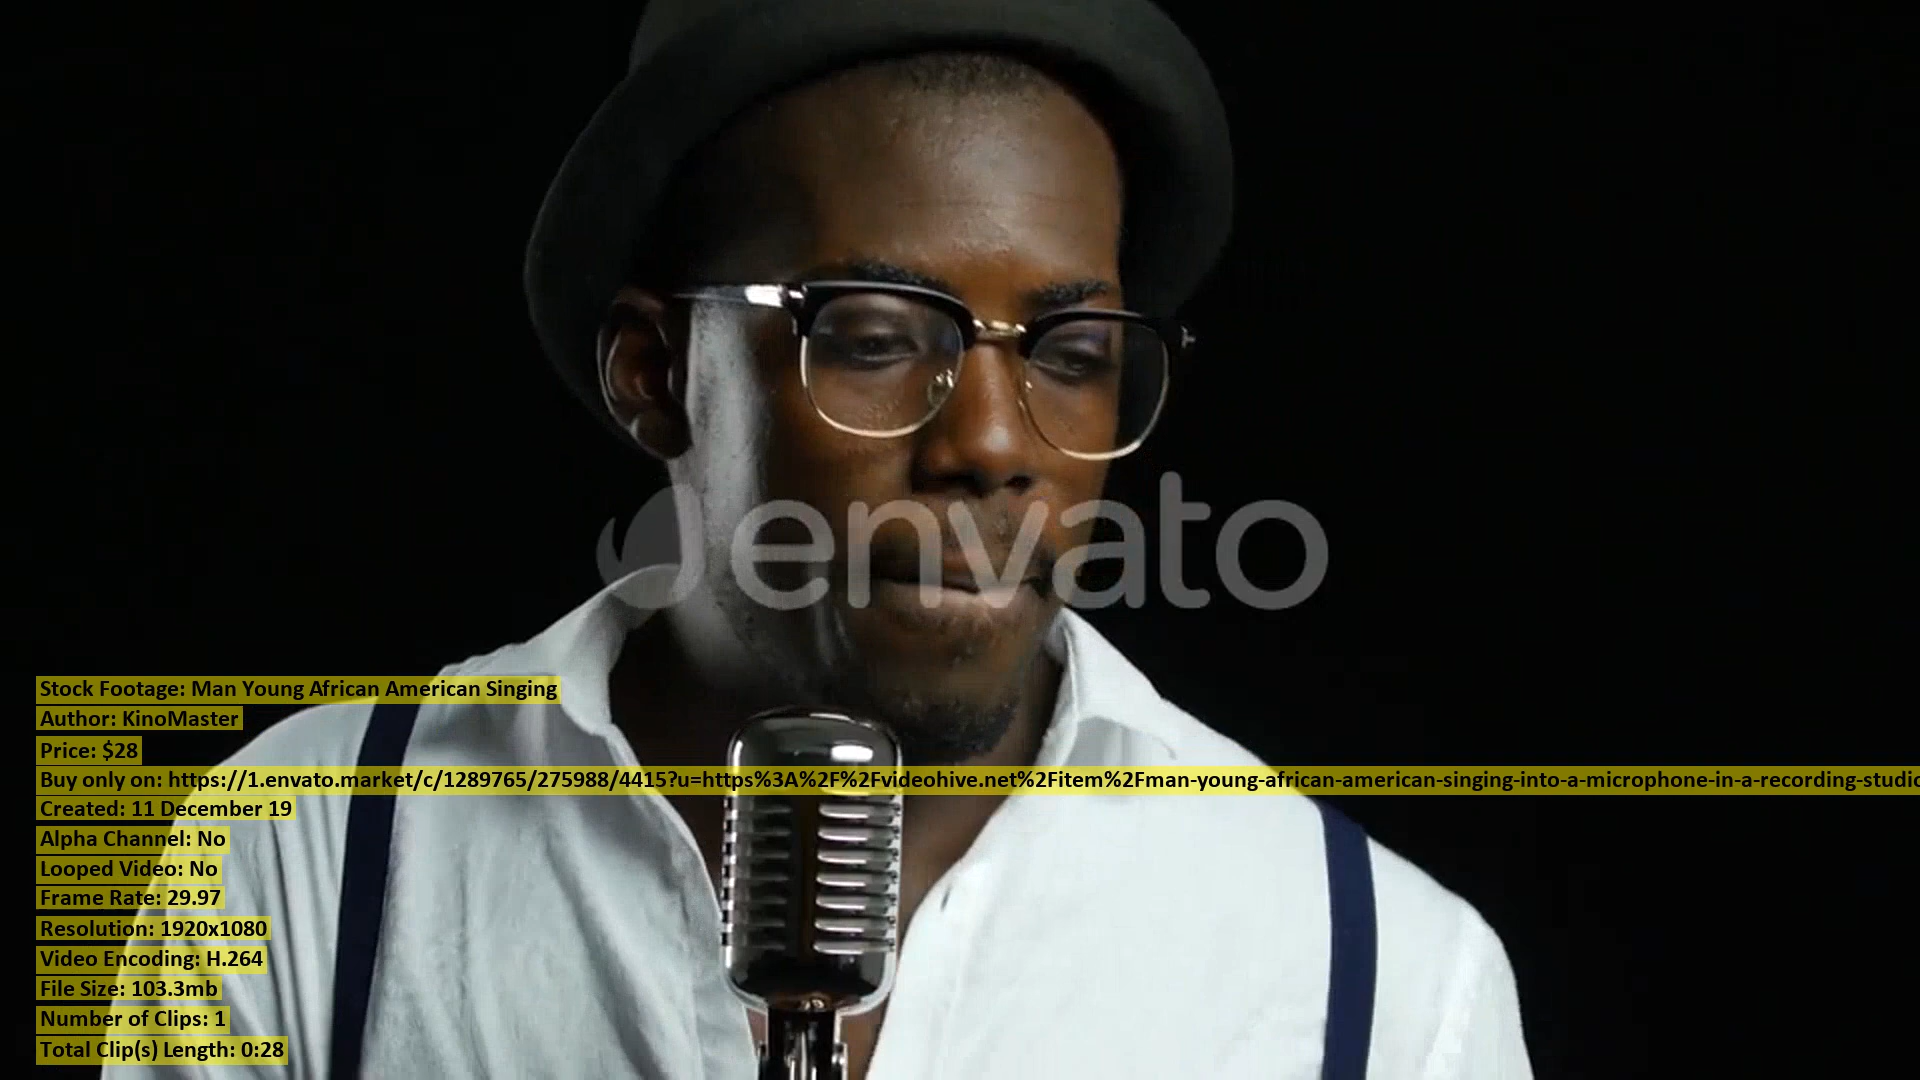 envato
Stock Footage: Man Young African American Singing
Author: KinoMaster
Price: $28
Buy only on: https://1.envato.market/c/1289765/275988/4415?u=https%3A%2F%2Fvideohive.net%2Fitem%2Fman-young-african-american-singing-into-a-microphone-in-a-recording-studio
Created: 11 December 19
Alpha Channel: No
Looped Video: No
Frame Rate: 29.97
Resolution: 1920x1080
Video Encoding: H.264
File Size: 103.3mb
Number of Clips: 1
Total Clip(s) Length: 0:28